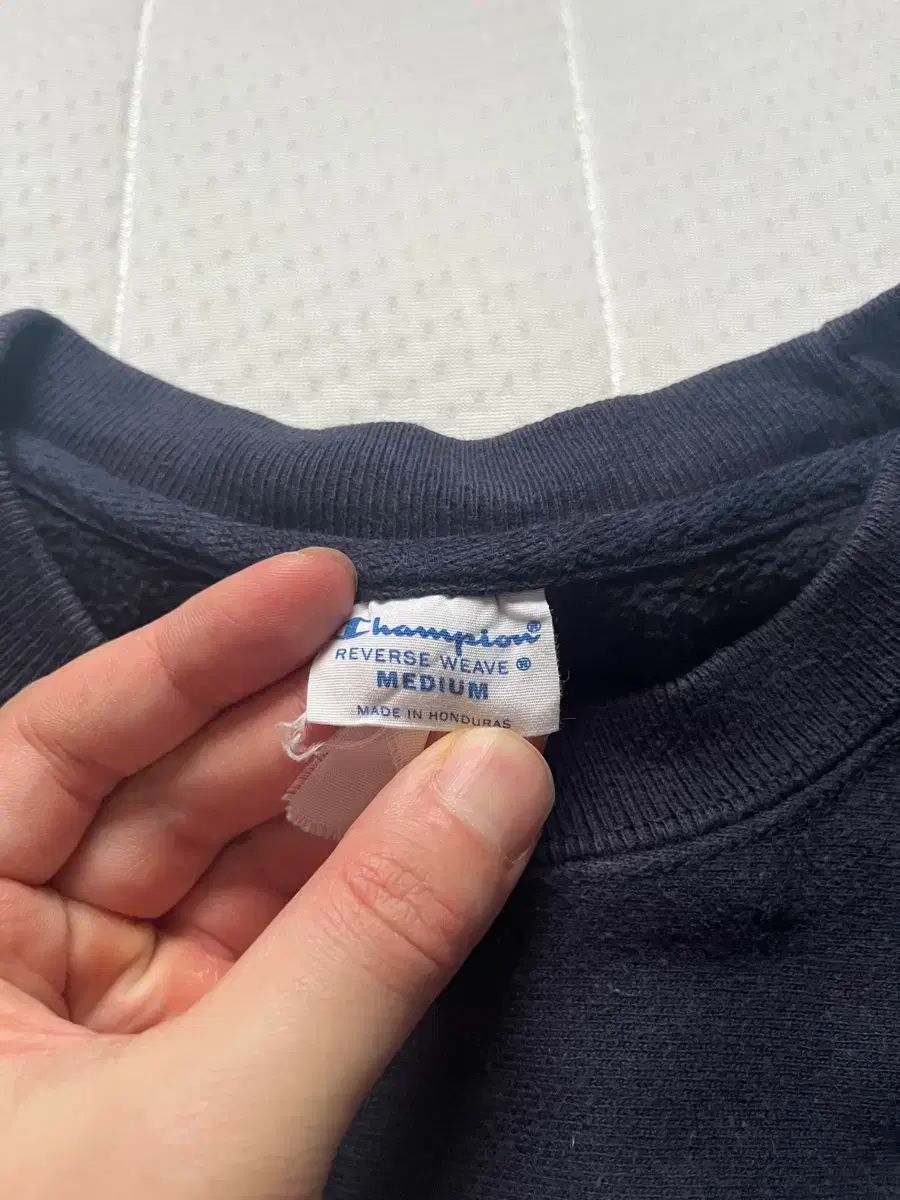 Champion®
REVERSE WEAVE ®
MEDIUM
MADE IN HONDURAS